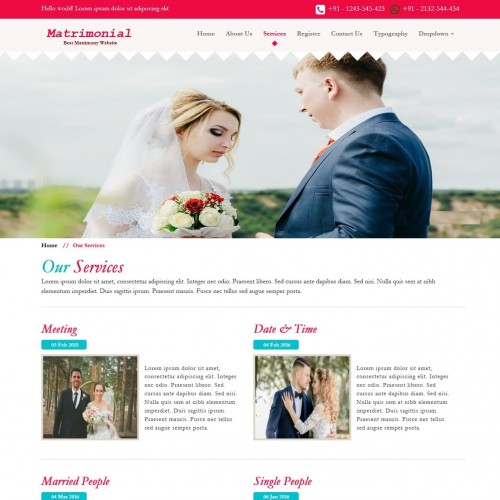 Hello world! Lorem ipsum dolor sit adipiscing elit
+91 - 1243-545-425 +91 - 2132-544-434
Matrimonial
Best Matrimony Website
Home About Us Services Register Contact Us Typography Dropdown
Home // Our Services
Our Services
Lorem ipsum dolor sit amet, consectetur adipiscing elit. Integer nec odio. Praesent libero. Sed cursus ante dapibus diam. Sed nisi. Nulla quis sem at nibh
elementum imperdiet. Duis sagittis ipsum. Praesent mauris. Fusce nec tellus sed augue semper porta.
Meeting
03 Feb 2015
Lorem ipsum dolor sit amet,
consectetur adipiscing elit. Integer
nec odio. Praesent libero. Sed
cursus ante dapibus diam. Sed nisi.
Nulla quis sem at nibh elementum
imperdiet. Duis sagittis ipsum.
Praesent mauris. Fusce nec tellus
sed augue semper porta.
Date & Time
04 Feb 2016
Lorem ipsum dolor sit amet,
consectetur adipiscing elit. Integer
nec odio. Praesent libero. Sed
cursus ante dapibus diam. Sed nisi.
Nulla quis sem at nibh elementum
imperdiet. Duis sagittis ipsum.
Praesent mauris. Fusce nec tellus
sed augue semper porta.
Married People
04 Mar 2016
Single People
06 Jan 2016